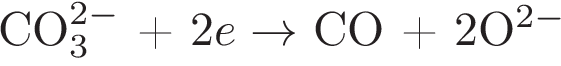 CO₃²⁻ + 2e → CO + 2O²⁻